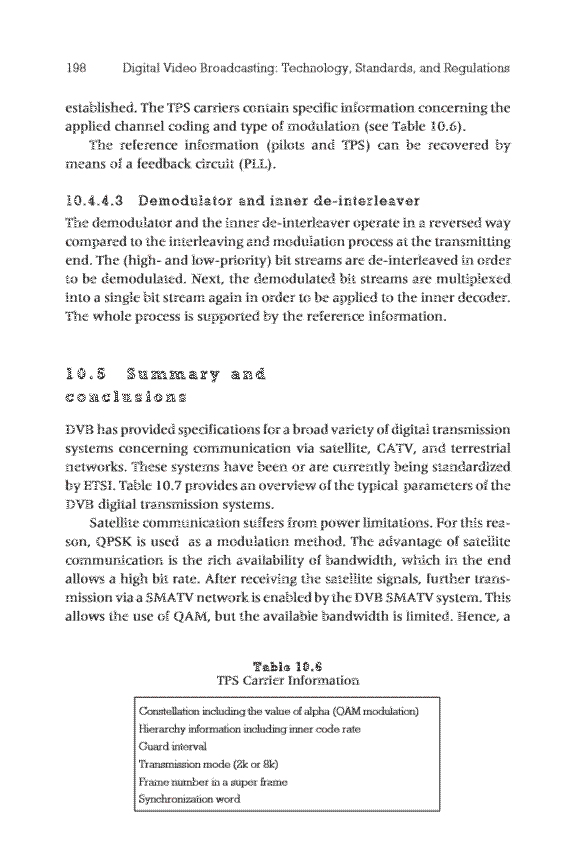 198 Digital Video Broadcasting: Technology, Standards, and Regulations
established. The TPS carriers contain specific information concerning the
applied channel coding and type of modulation (see Table 10.6).
The reference information (pilots and TPS) can be recovered by
means of a feedback circuit (PLL).
10.4.4.3 Demodulator and inner de-interleaver
The demodulator and the inner de-interleaver operate in a reversed way
compared to the interleaving and modulation process at the transmitting
end. The (high- and low-priority) bit streams are de-interleaved in order
to be demodulated. Next, the demodulated bit streams are multiplexed
into a single bit stream again in order to be applied to the inner decoder.
The whole process is supported by the reference information.
10.5 Summary and
conclusions
DVB has provided specifications for a broad variety of digital transmission
systems concerning communication via satellite, CATV, and terrestrial
networks. These systems have been or are currently being standardized
by ETSI. Table 10.7 provides an overview of the typical parameters of the
DVB digital transmission systems.
Satellite communication suffers from power limitations. For this rea-
son, QPSK is used as a modulation method. The advantage of satellite
communication is the rich availability of bandwidth, which in the end
allows a high bit rate. After receiving the satellite signals, further trans-
mission via a SMATV network is enabled by the DVB SMATV system. This
allows the use of QAM, but the available bandwidth is limited. Hence, a
Table 10.6
TPS Carrier Information
Constellation including the value of alpha (QAM modulation)
Hierarchy information including inner code rate
Guard interval
Transmission mode (2k or 8k)
Frame number in a super frame
Synchronization word